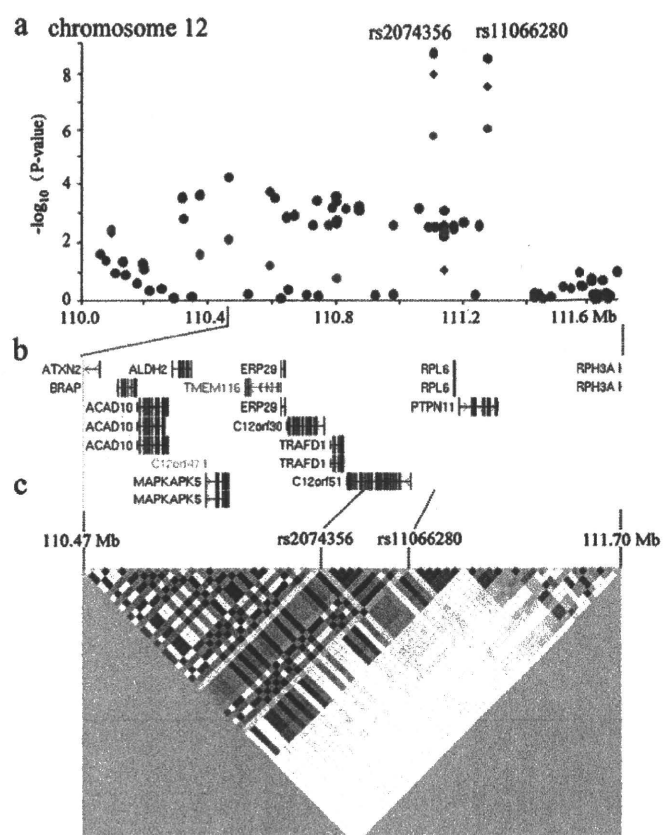 a chromosome 12
rs2074356 rs11066280
-log10 (P-value)
8
6
4
2
0
110.0 110.4 110.8 111.2 111.6 Mb
b
ATXN2 ALDH2 ERP29 RPL6 RPH3A
BRAP TMEM116 RPL6 RPH3A
ACAD10 ERP29 PTPN11
ACAD10 C12orf30
ACAD10 TRAFD1
C12orf47 TRAFD1
MAPKAPK5 C12orf51
MAPKAPK5
c
110.47 Mb rs2074356 rs11066280 111.70 Mb